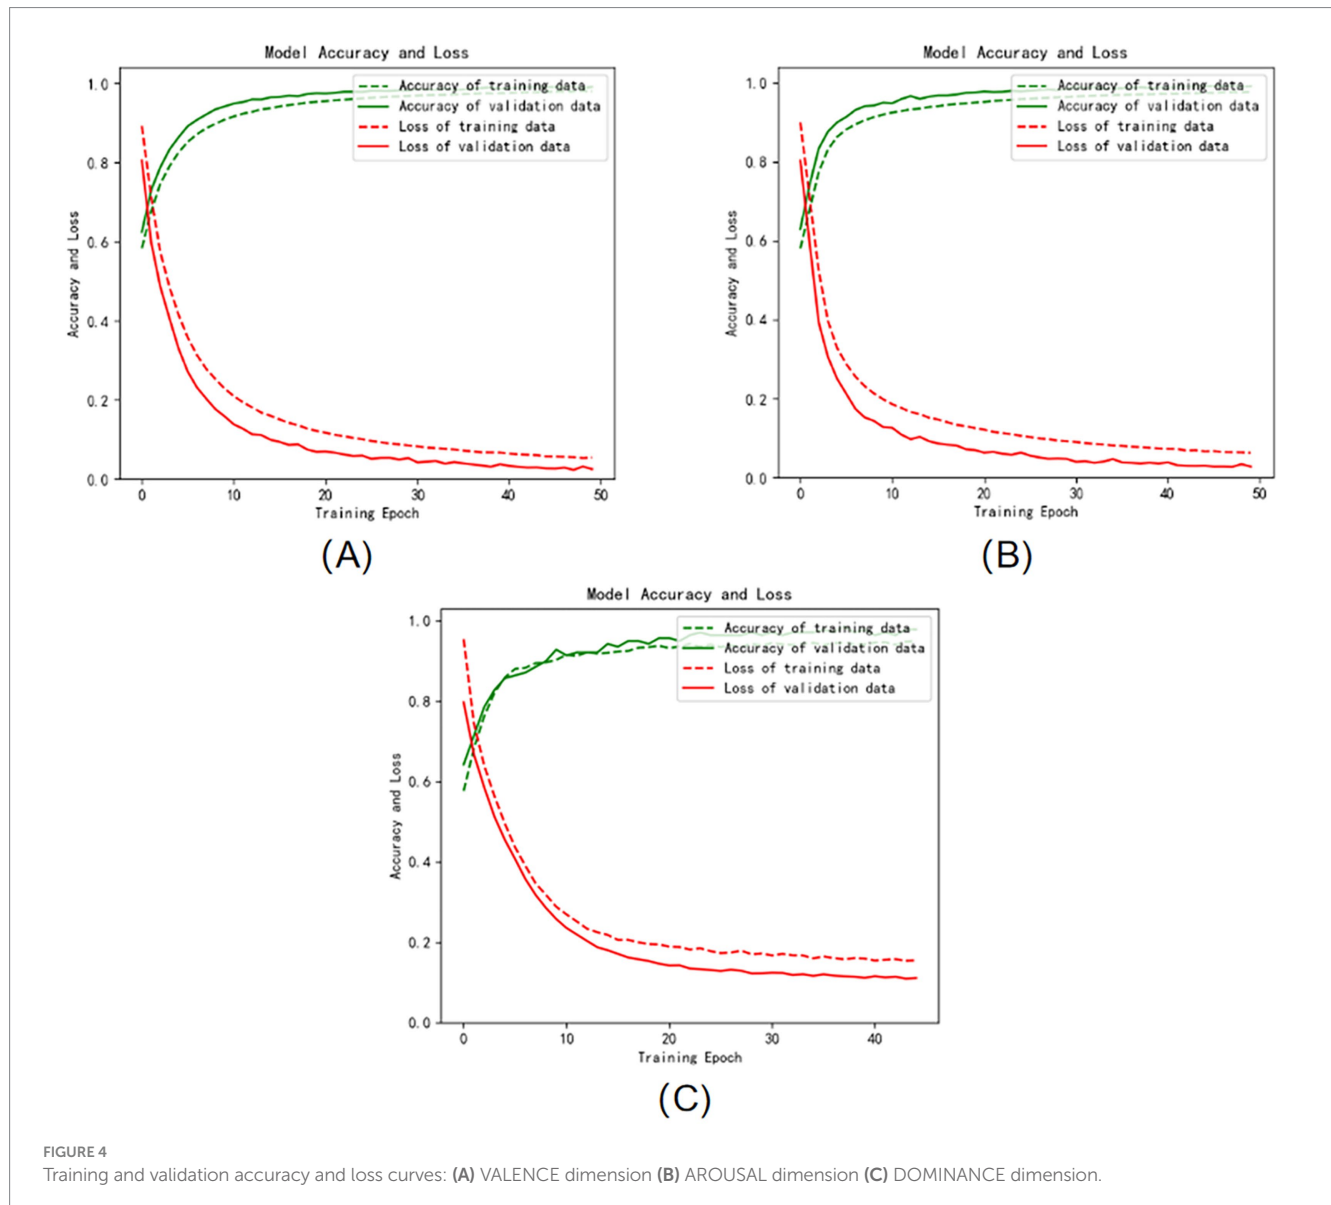 Model Accuracy and Loss
Accuracy of training data
Accuracy of validation data
Loss of training data
Loss of validation data
1.0
0.8
0.6
0.4
0.2
0.0
Accuracy and Loss
0 10 20 30 40 50
Training Epoch
(A)
Model Accuracy and Loss
Accuracy of training data
Accuracy of validation data
Loss of training data
Loss of validation data
1.0
0.8
0.6
0.4
0.2
0.0
Accuracy and Loss
0 10 20 30 40 50
Training Epoch
(B)
Model Accuracy and Loss
Accuracy of training data
Accuracy of validation data
Loss of training data
Loss of validation data
1.0
0.8
0.6
0.4
0.2
0.0
Accuracy and Loss
0 10 20 30 40
Training Epoch
(C)
FIGURE 4
Training and validation accuracy and loss curves: (A) VALENCE dimension (B) AROUSAL dimension (C) DOMINANCE dimension.